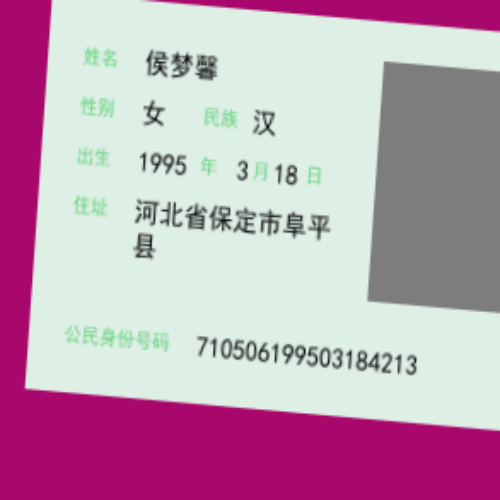 姓名 侯梦馨
性别 女 民族 汉
出生 1995 年 3 月 18 日
住址 河北省保定市阜平
县
公民身份号码 710506199503184213